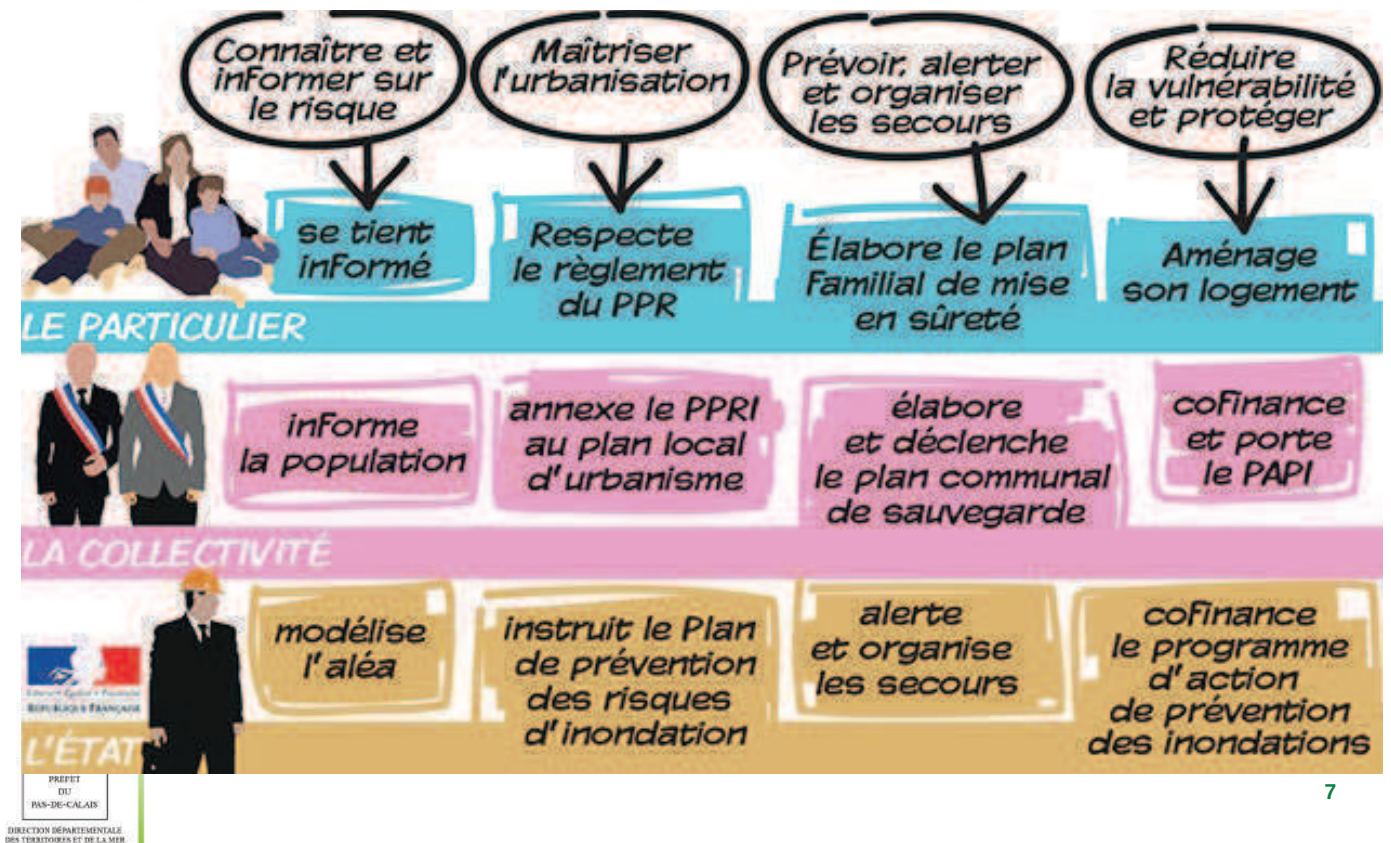 Connaître et
informer sur
le risque
Maîtriser
l'urbanisation
Prévoir, alerter
et organiser
les secours
Réduire
la vulnérabilité
et protéger
se tient
informé
Respecte
le règlement
du PPR
Élabore le plan
Familial de mise
en sûreté
Aménage
son logement
LE PARTICULIER
informe
la population
annexe le PPRI
au plan local
d'urbanisme
élabore
et déclenche
le plan communal
de sauvegarde
cofinance
et porte
le PAPI
LA COLLECTIVITÉ
modélise
l'aléa
instruit le Plan
de prévention
des risques
d'inondation
alerte
et organise
les secours
cofinance
le programme
d'action
de prévention
des inondations
Liberté • Égalité • Fraternité
RÉPUBLIQUE FRANÇAISE
L'ÉTAT
PRÉFET
DU
PAS-DE-CALAIS
DIRECTION DÉPARTEMENTALE
DES TERRITOIRES ET DE LA MER
7